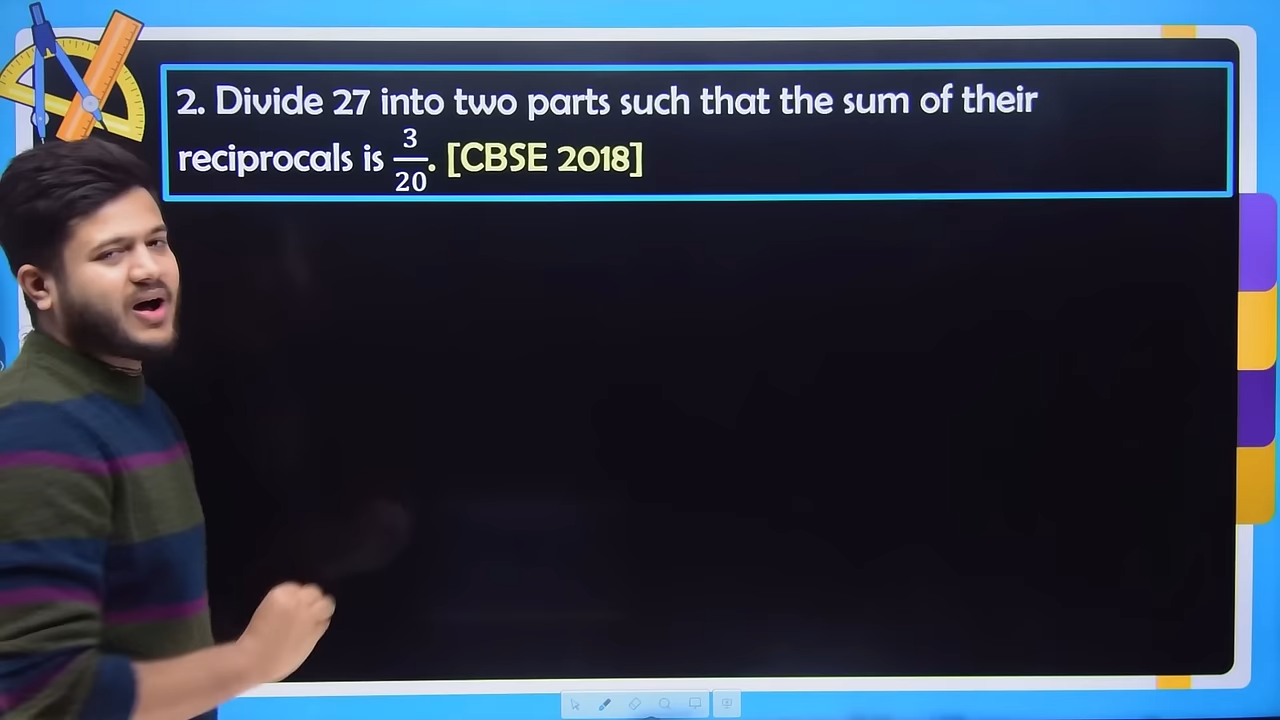 2. Divide 27 into two parts such that the sum of their
reciprocals is 3/20. [CBSE 2018]